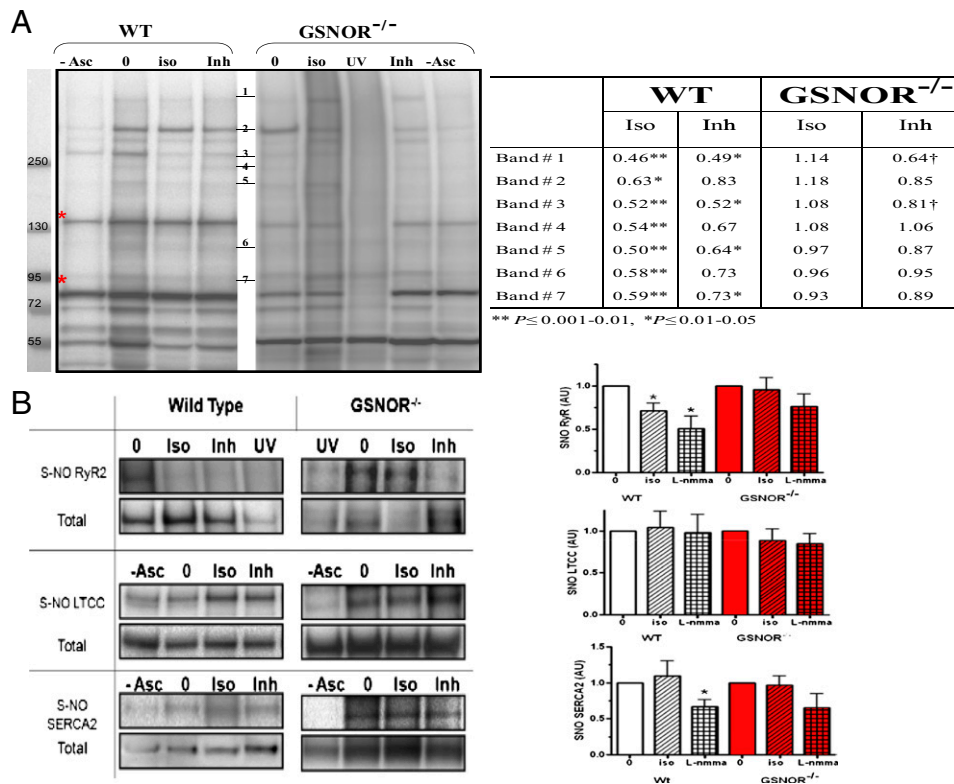 A
WT
GSNOR-/-
- Asc 0 iso Inh
0 iso UV Inh -Asc
250
130
95
72
55
*
*
1
2
3
4
5
6
7
WT GSNOR-/-
Iso Inh Iso Inh
Band # 1 0.46** 0.49* 1.14 0.64†
Band # 2 0.63* 0.83 1.18 0.85
Band # 3 0.52** 0.52* 1.08 0.81†
Band # 4 0.54** 0.67 1.08 1.06
Band # 5 0.50** 0.64* 0.97 0.87
Band # 6 0.58** 0.73 0.96 0.95
Band # 7 0.59** 0.73* 0.93 0.89
** P≤ 0.001-0.01, *P≤ 0.01-0.05
B
Wild Type GSNOR-/-
0 Iso Inh UV
UV 0 Iso Inh
S-NO RyR2
Total
-Asc 0 Iso Inh
-Asc 0 Iso Inh
S-NO LTCC
Total
- Asc 0 Iso Inh
- Asc 0 Iso Inh
S-NO
SERCA2
Total
SNO RyR (AU)
1.0
0.5
0.0
* *
0 iso L-nmma 0 Iso L-nmma
WT GSNOR-/-
SNO LTCC (AU)
1.0
0.5
0.0
0 iso L-nmma 0 iso L-nmma
WT GSNOR-/-
SNO SERCA2 (AU)
1.5
1.0
0.5
0.0
*
0 iso L-nmma 0 iso L-nmma
Wt GSNOR-/-